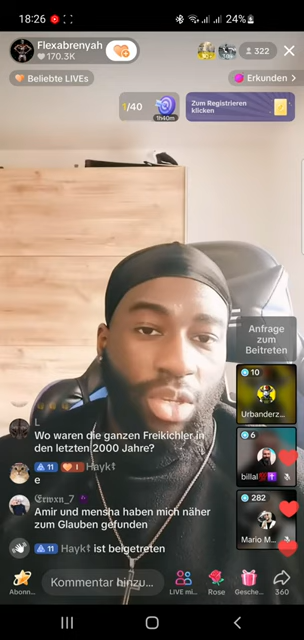 18:26
24%
Flexabrenyah
170.3K
322
Beliebte LIVEs
Erkunden >
1/40
1h40m
Zum Registrieren
klicken
Anfrage
zum
Beitreten
10
Urbanderz...
6
billal
282
Mario M...
L
Wo waren die ganzen Freikichler in
den letzten 2000 Jahre?
11 1 Hayk
e
Erwxn_7
Amir und mensha haben mich näher
zum Glauben gefunden
11 Hayk ist beigetreten
Abonn...
Kommentar hinzu...
LIVE mi...
Rose
Gesche...
360